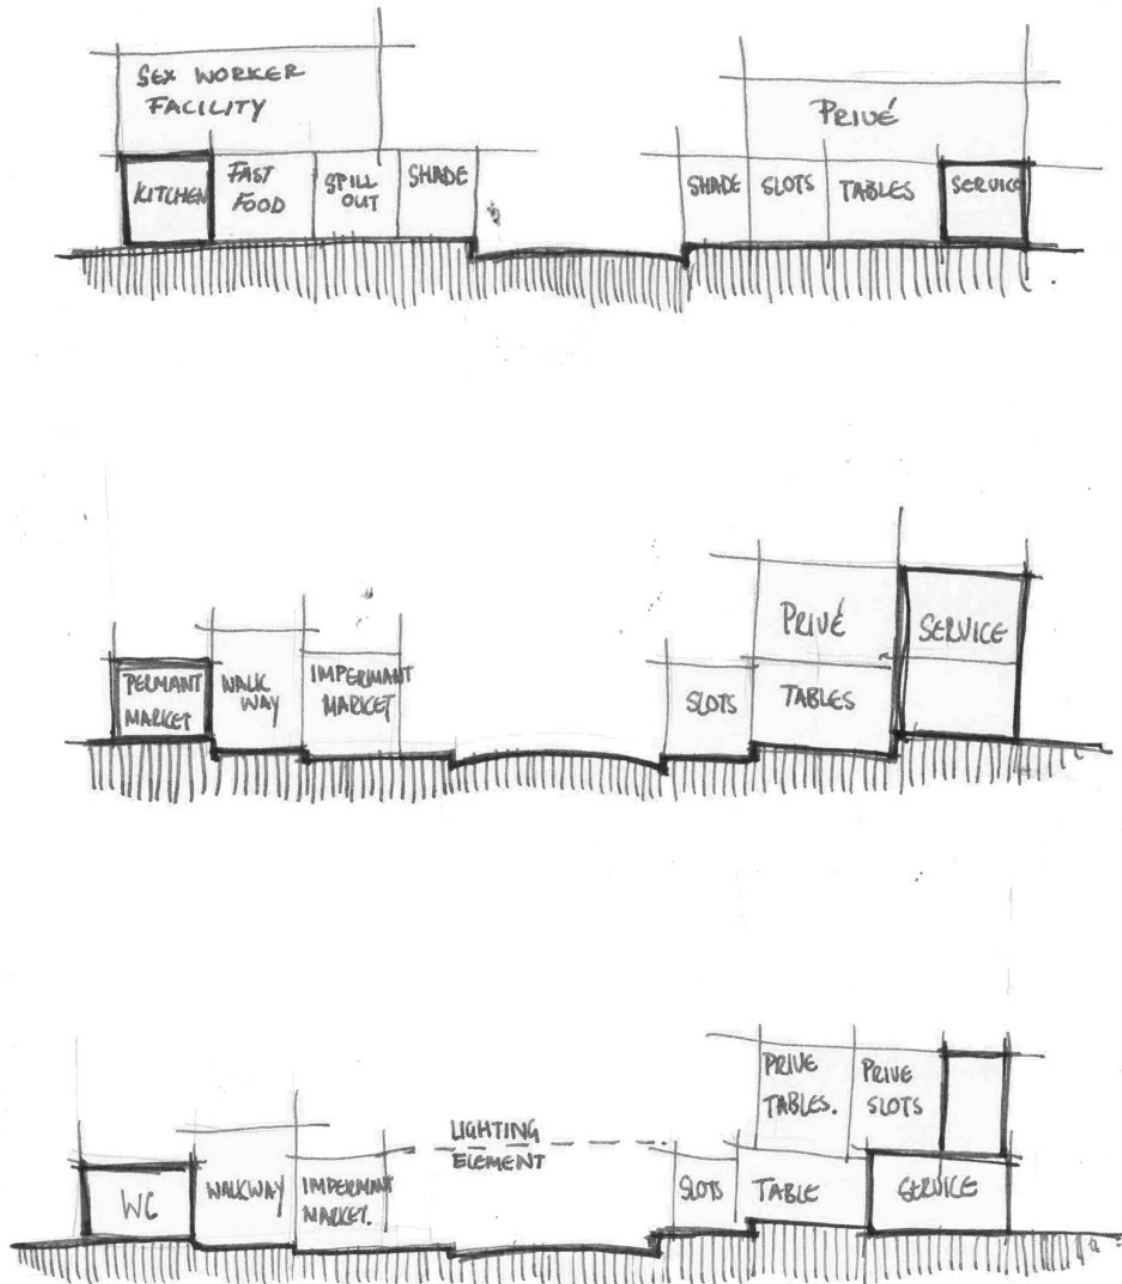 SEX WORKER
FACILITY
PRIVÉ
KITCHEN
FAST
FOOD
SPILL
OUT
SHADE
SHADE
SLOTS
TABLES
SERVICE
PRIVÉ
SERVICE
PERMANT
MARKET
WALK
WAY
IMPERMANT
MARKET
SLOTS
TABLES
PRIVE
TABLES.
PRIVE
SLOTS
LIGHTING
ELEMENT
WC
WALKWAY
IMPERMANT
MARKET.
SLOTS
TABLE
SERVICE